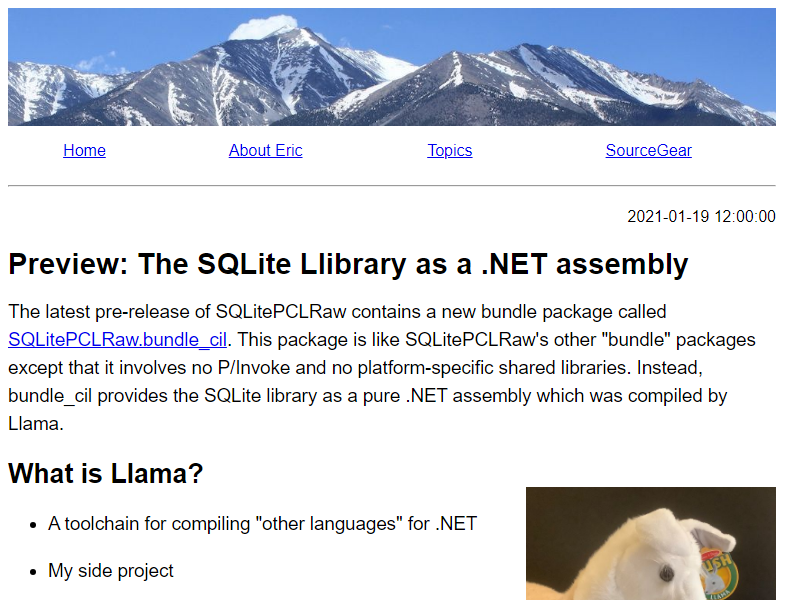 Home About Eric Topics SourceGear
2021-01-19 12:00:00
Preview: The SQLite Llibrary as a .NET assembly
The latest pre-release of SQLitePCLRaw contains a new bundle package called
SQLitePCLRaw.bundle_cil. This package is like SQLitePCLRaw's other "bundle" packages
except that it involves no P/Invoke and no platform-specific shared libraries. Instead,
bundle_cil provides the SQLite library as a pure .NET assembly which was compiled by
Llama.
What is Llama?
• A toolchain for compiling "other languages" for .NET
• My side project